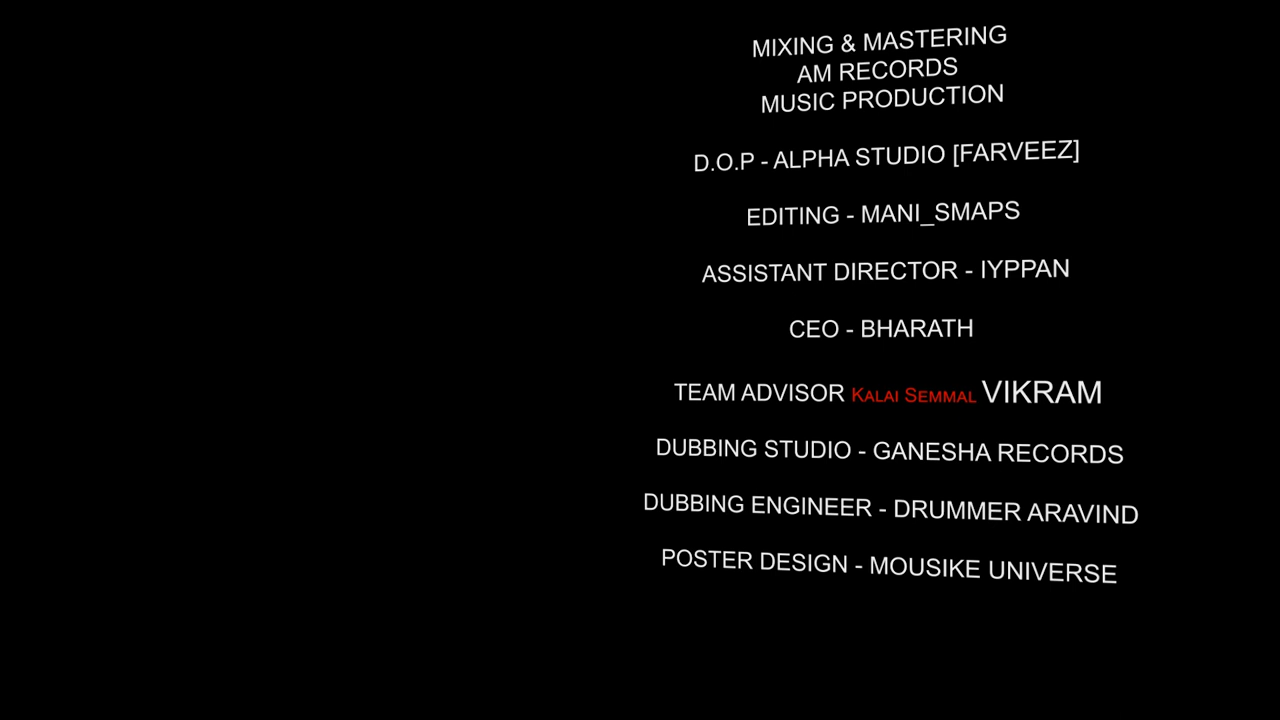 MIXING & MASTERING
AM RECORDS
MUSIC PRODUCTION
D.O.P - ALPHA STUDIO [FARVEEZ]
EDITING - MANI_SMAPS
ASSISTANT DIRECTOR - IYPPAN
CEO - BHARATH
TEAM ADVISOR KALAI SEMMAL VIKRAM
DUBBING STUDIO - GANESHA RECORDS
DUBBING ENGINEER - DRUMMER ARAVIND
POSTER DESIGN - MOUSIKE UNIVERSE